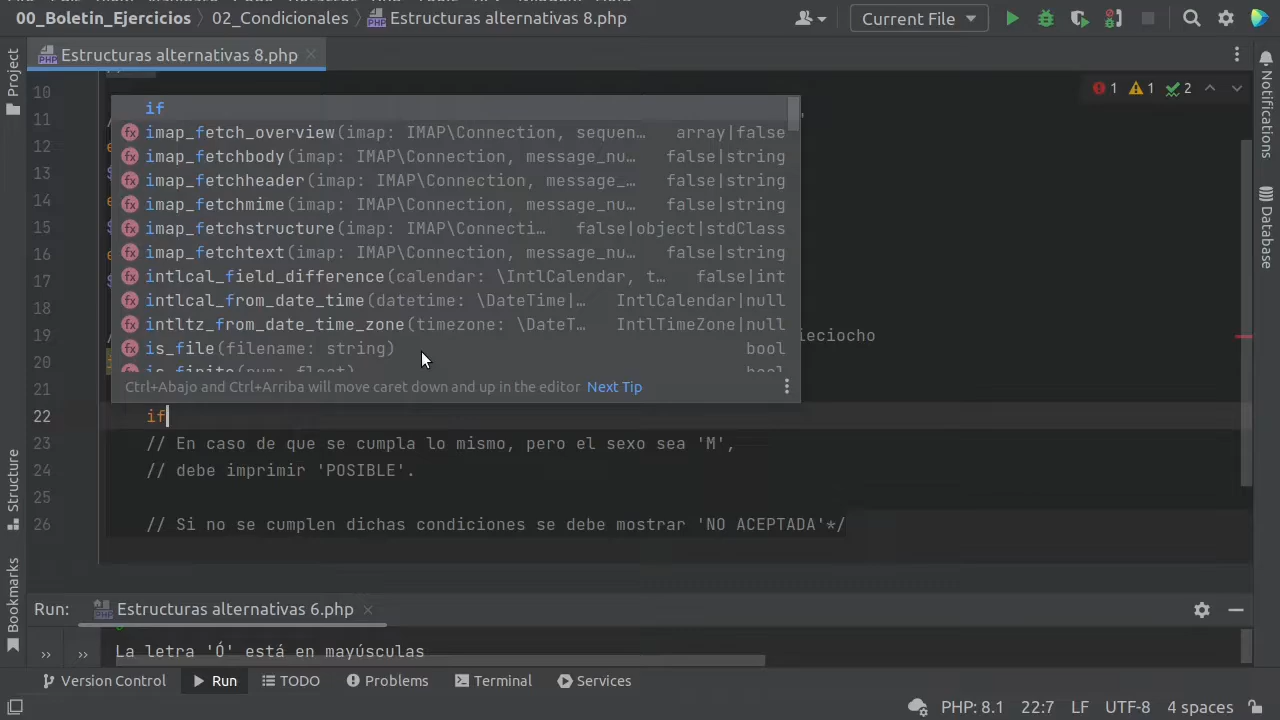 00_Boletin_Ejercicios 02_Condicionales Estructuras alternativas 8.php Current File
Estructuras alternativas 8.php
Project
Structure
Bookmarks
Notifications
Database
1 1 2
10
11
12
13
14
15
16
17
18
19 ieciocho
20
21
22 if
23 // En caso de que se cumpla lo mismo, pero el sexo sea 'M',
24 // debe imprimir 'POSIBLE'.
25
26 // Si no se cumplen dichas condiciones se debe mostrar 'NO ACEPTADA'*/
if
imap_fetch_overview(imap: IMAP\Connection, sequen… array|false
imap_fetchbody(imap: IMAP\Connection, message_nu… false|string
imap_fetchheader(imap: IMAP\Connection, message_… false|string
imap_fetchmime(imap: IMAP\Connection, message_nu… false|string
imap_fetchstructure(imap: IMAP\Connecti… false|object|stdClass
imap_fetchtext(imap: IMAP\Connection, message_nu… false|string
intlcal_field_difference(calendar: \IntlCalendar, t… false|int
intlcal_from_date_time(datetime: \DateTime|… IntlCalendar|null
intltz_from_date_time_zone(timezone: \DateT… IntlTimeZone|null
is_file(filename: string) bool
is_finite(num: float) bool
Ctrl+Abajo and Ctrl+Arriba will move caret down and up in the editor Next Tip
Run: Estructuras alternativas 6.php
La letra 'Ó' está en mayúsculas
Version Control Run TODO Problems Terminal Services
PHP: 8.1 22:7 LF UTF-8 4 spaces